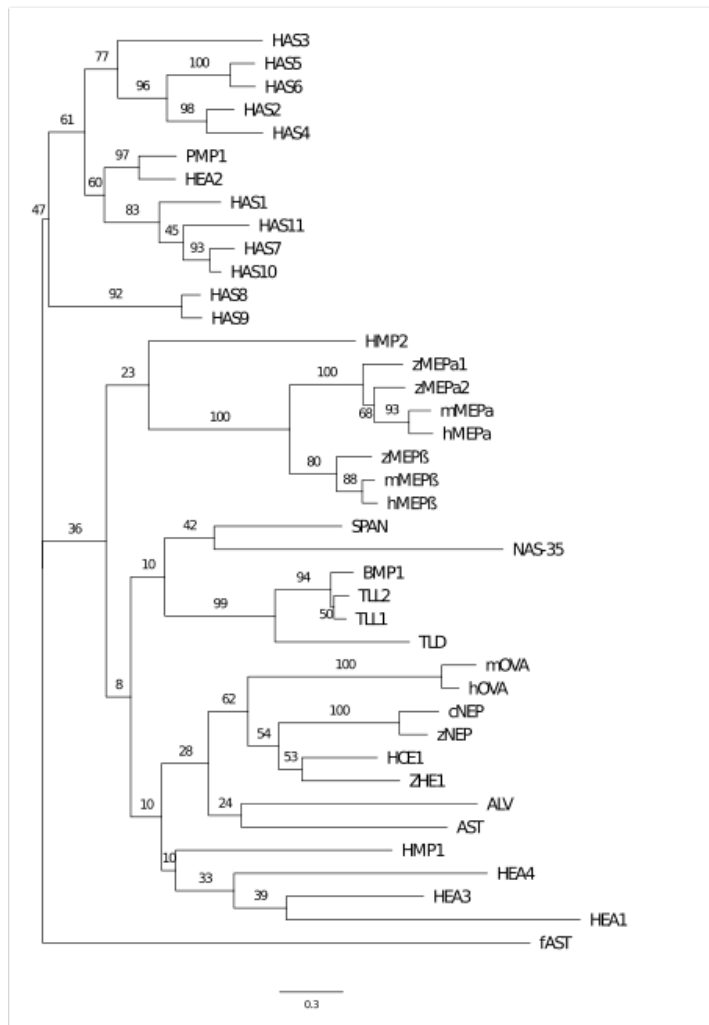 HAS3
77
HAS5
100
HAS6
96
HAS2
98
HAS4
61
PMP1
97
HEA2
60
HAS1
83
HAS11
45
HAS7
93
HAS10
47
HAS8
92
HAS9
HMP2
23
zMEPa1
100
zMEPa2
68
93
mMEPa
hMEPa
100
zMEPß
80
mMEPß
88
hMEPß
SPAN
42
NAS-35
36
10
BMP1
94
TLL2
99
50
TLL1
TLD
8
mOVA
100
hOVA
62
cNEP
100
zNEP
54
HCE1
53
ZHE1
28
ALV
24
AST
10
HMP1
10
HEA4
33
HEA3
39
HEA1
fAST
0.3